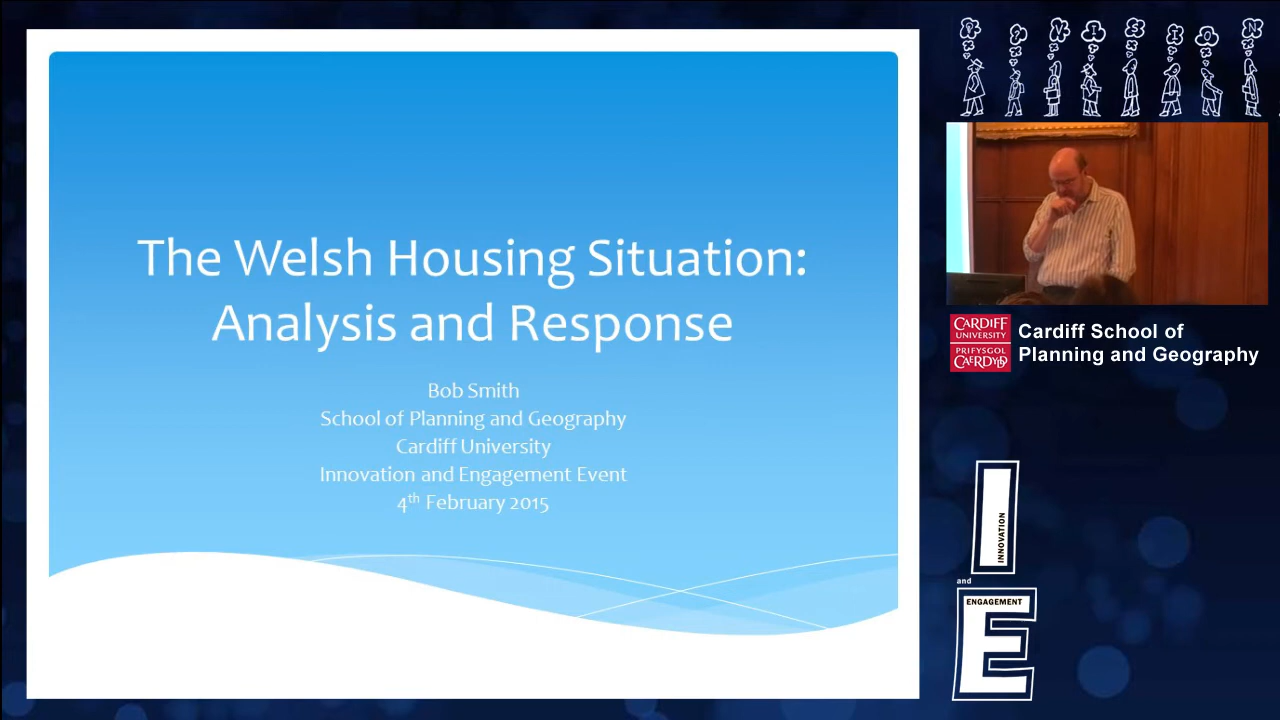 The Welsh Housing Situation:
Analysis and Response
Bob Smith
School of Planning and Geography
Cardiff University
Innovation and Engagement Event
4th February 2015
R?VISION
CARDIFF
UNIVERSITY
PRIFYSGOL
CAERDYDD
Cardiff School of
Planning and Geography
I
INNOVATION
and
ENGAGEMENT
E